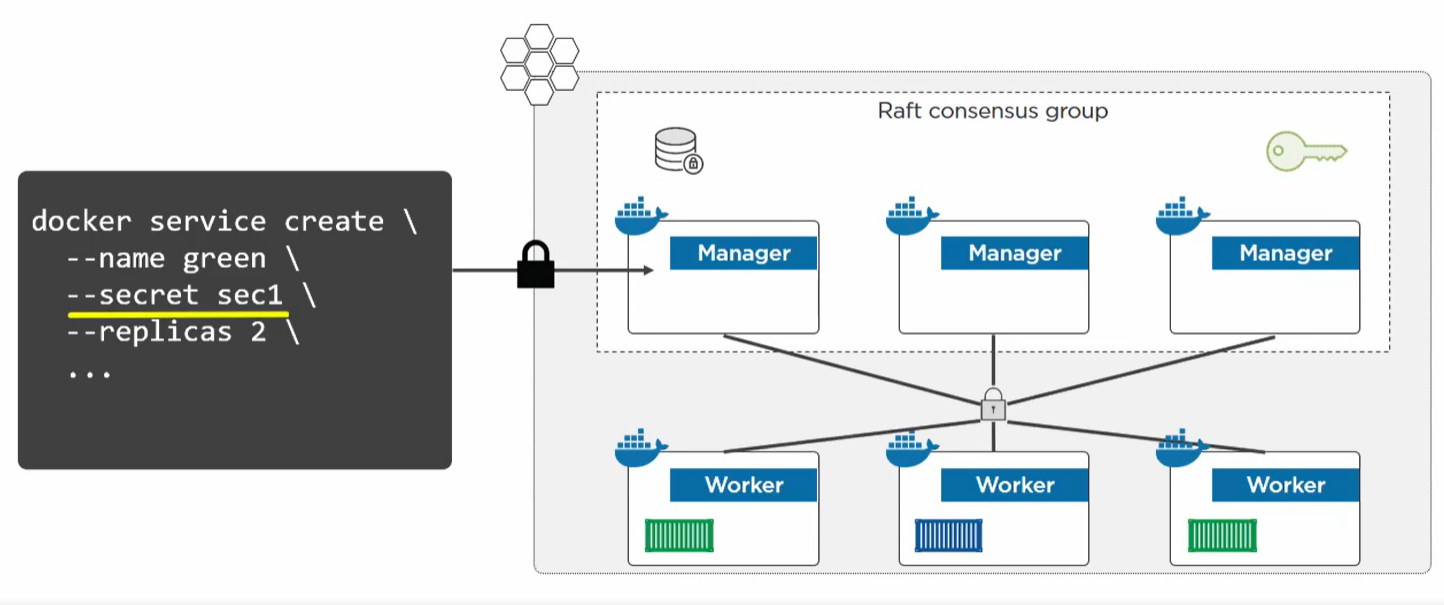 docker service create \
--name green \
--secret sec1 \
--replicas 2 \
...
Raft consensus group
Manager
Manager
Manager
Worker
Worker
Worker